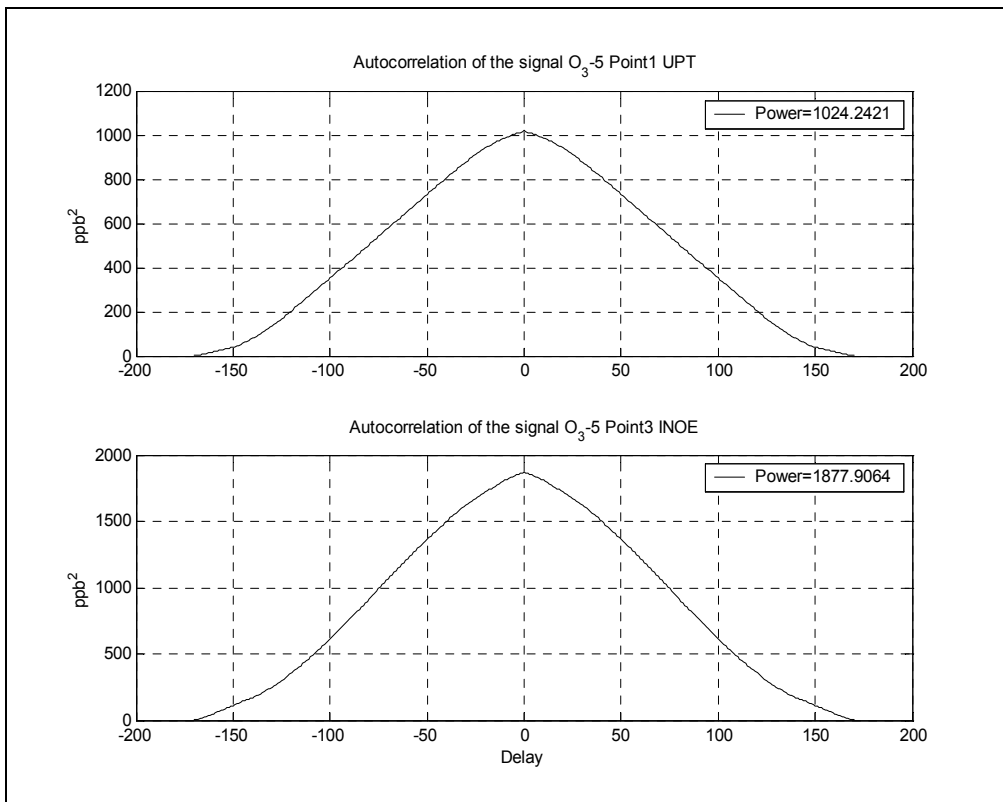 Autocorrelation of the signal O3-5 Point1 UPT
Power=1024.2421
ppb2
1200
1000
800
600
400
200
0
-200 -150 -100 -50 0 50 100 150 200
Autocorrelation of the signal O3-5 Point3 INOE
Power=1877.9064
ppb2
2000
1500
1000
500
0
-200 -150 -100 -50 0 50 100 150 200
Delay